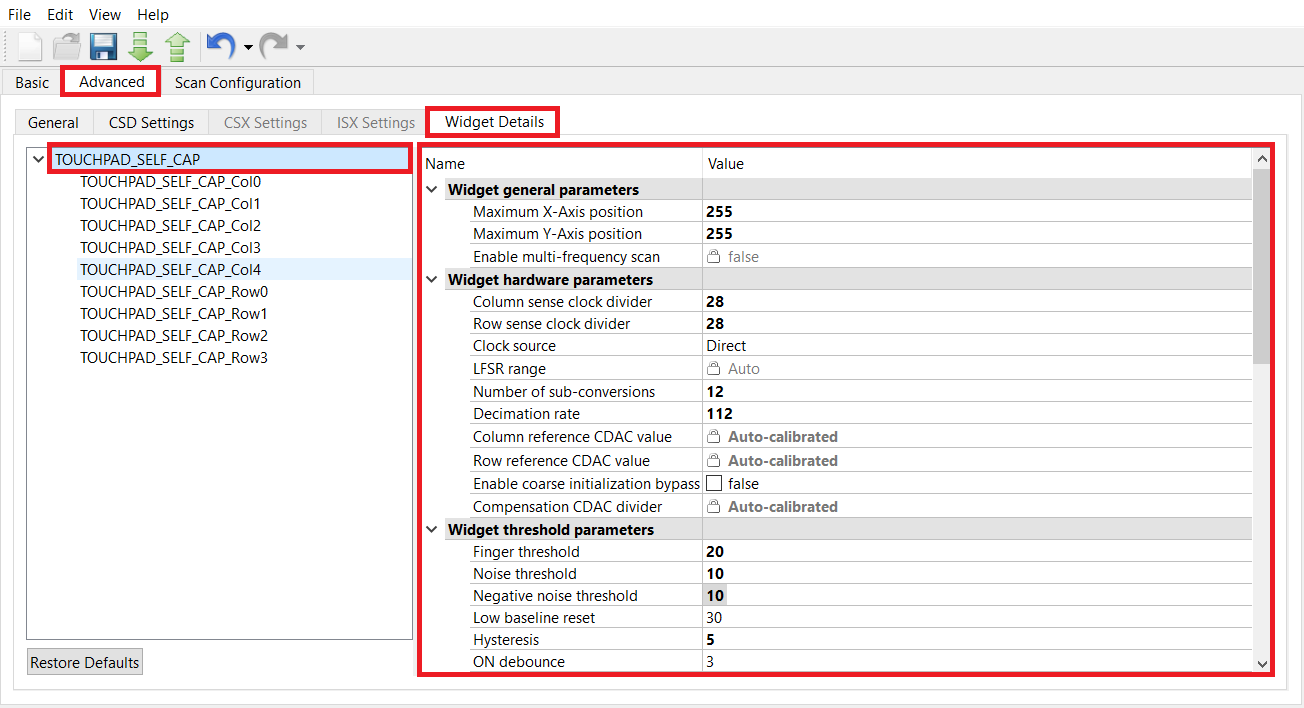 File Edit View Help
Basic Advanced Scan Configuration
General CSD Settings CSX Settings ISX Settings Widget Details
TOUCHPAD_SELF_CAP
TOUCHPAD_SELF_CAP_Col0
TOUCHPAD_SELF_CAP_Col1
TOUCHPAD_SELF_CAP_Col2
TOUCHPAD_SELF_CAP_Col3
TOUCHPAD_SELF_CAP_Col4
TOUCHPAD_SELF_CAP_Row0
TOUCHPAD_SELF_CAP_Row1
TOUCHPAD_SELF_CAP_Row2
TOUCHPAD_SELF_CAP_Row3
Restore Defaults
Name Value
Widget general parameters
Maximum X-Axis position 255
Maximum Y-Axis position 255
Enable multi-frequency scan false
Widget hardware parameters
Column sense clock divider 28
Row sense clock divider 28
Clock source Direct
LFSR range Auto
Number of sub-conversions 12
Decimation rate 112
Column reference CDAC value Auto-calibrated
Row reference CDAC value Auto-calibrated
Enable coarse initialization bypass false
Compensation CDAC divider Auto-calibrated
Widget threshold parameters
Finger threshold 20
Noise threshold 10
Negative noise threshold 10
Low baseline reset 30
Hysteresis 5
ON debounce 3